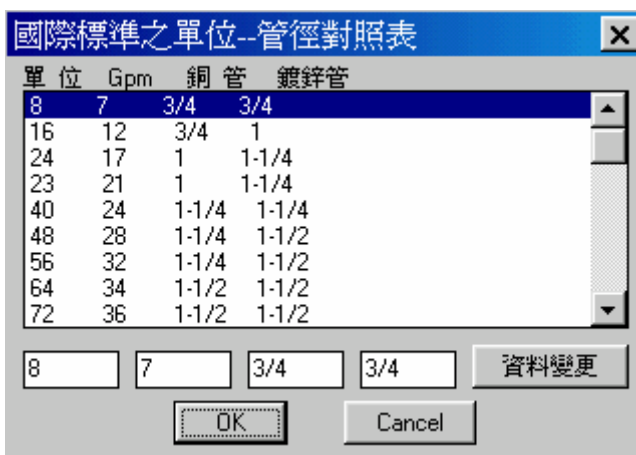 國際標準之單位--管徑對照表
單 位 Gpm 銅 管 鍍鋅管
8 7 3/4 3/4
16 12 3/4 1
24 17 1 1-1/4
23 21 1 1-1/4
40 24 1-1/4 1-1/4
48 28 1-1/4 1-1/2
56 32 1-1/4 1-1/2
64 34 1-1/2 1-1/2
72 36 1-1/2 1-1/2
8 7 3/4 3/4 資料變更
OK Cancel